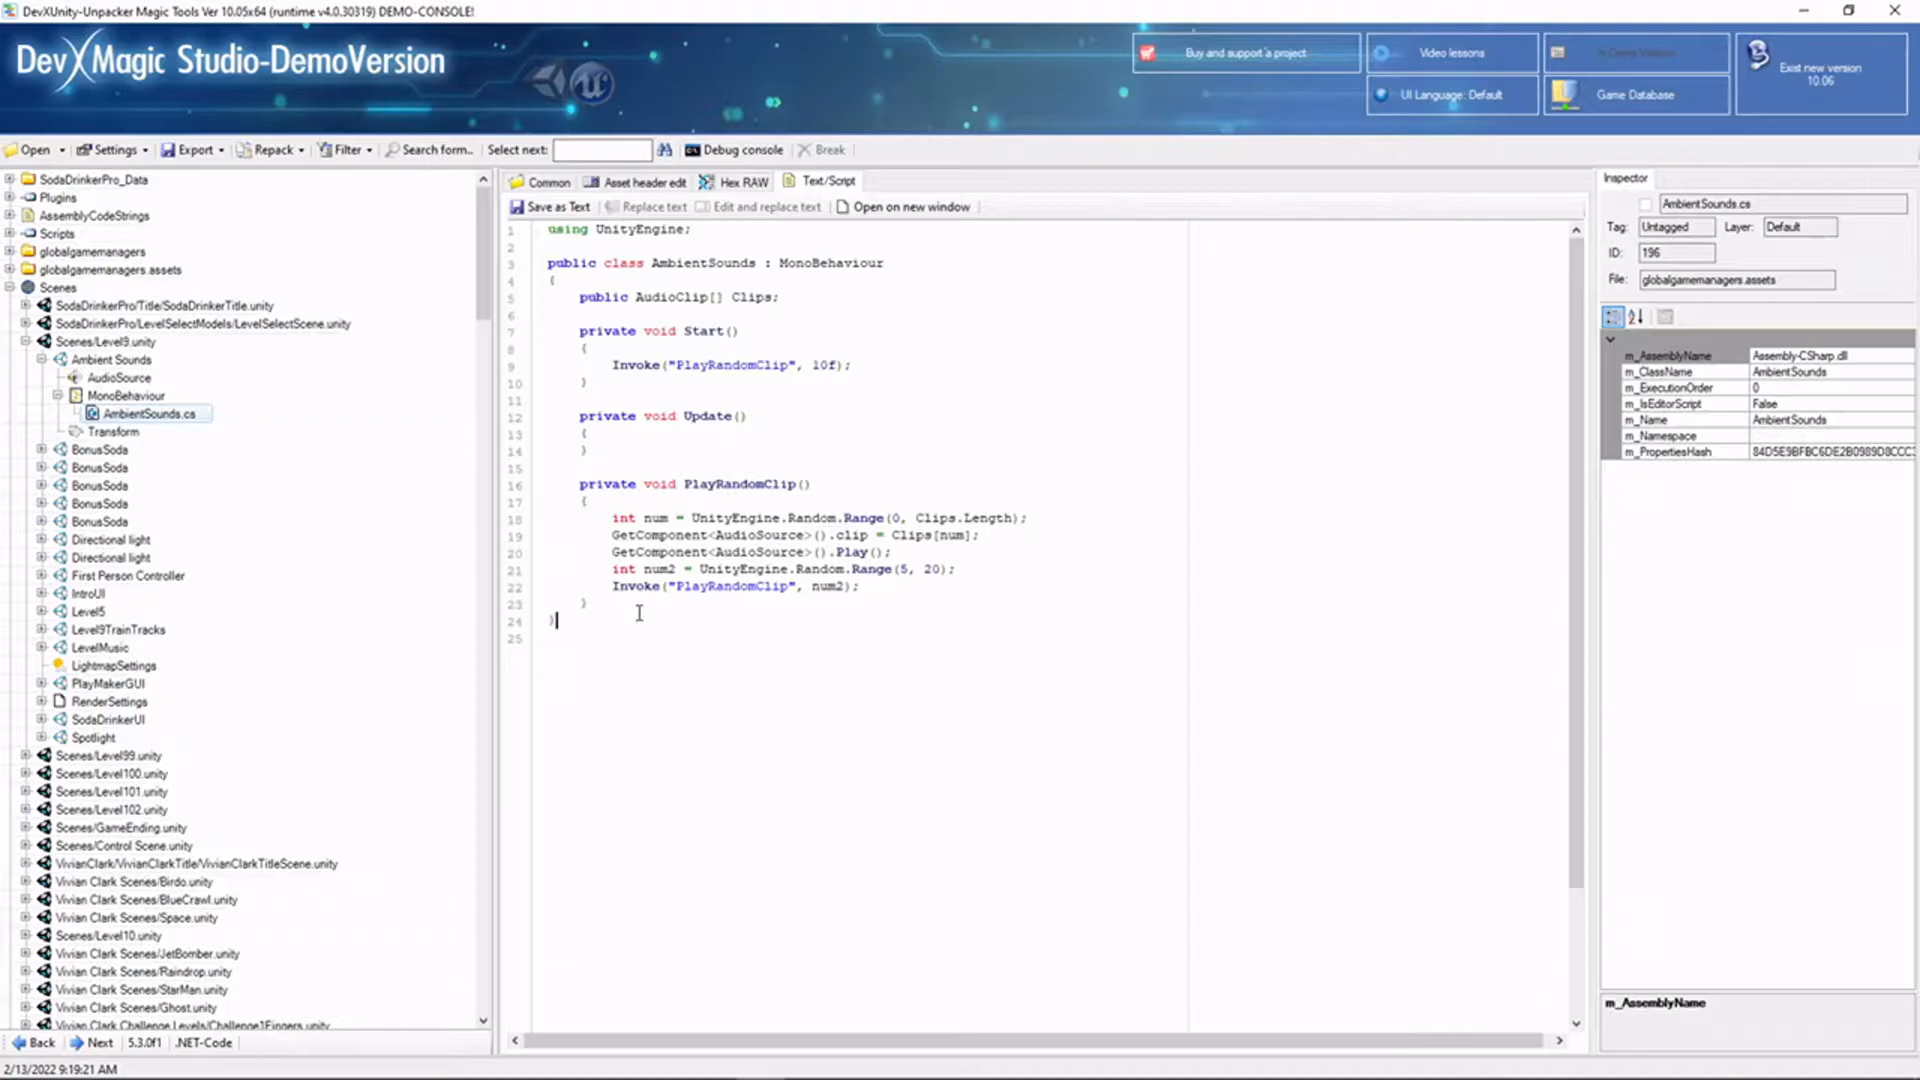 DevXUnity-Unpacker Magic Tools Ver 10.05x64 (runtime v4.0.30319) DEMO-CONSOLE!
DevXMagic Studio-DemoVersion
Buy and support a project
Video lessons
UI Language: Default
Game Database
Exist new version
10.06
Open Settings Export Repack Filter Search form.. Select next: Debug console Break
SodaDrinkerPro_Data
Plugins
AssemblyCodeStrings
Scripts
globalgamemanagers
globalgamemanagers.assets
Scenes
SodaDrinkerPro/Title/SodaDrinkerTitle.unity
SodaDrinkerPro/LevelSelectModels/LevelSelectScene.unity
Scenes/Level9.unity
Ambient Sounds
AudioSource
MonoBehaviour
AmbientSounds.cs
Transform
BonusSoda
BonusSoda
BonusSoda
BonusSoda
BonusSoda
Directional light
Directional light
First Person Controller
IntroUI
Level5
Level9TrainTracks
LevelMusic
LightmapSettings
PlayMakerGUI
RenderSettings
SodaDrinkerUI
Spotlight
Scenes/Level99.unity
Scenes/Level100.unity
Scenes/Level101.unity
Scenes/Level102.unity
Scenes/GameEnding.unity
Scenes/Control Scene.unity
VivianClark/VivianClarkTitle/VivianClarkTitleScene.unity
Vivian Clark Scenes/Birdo.unity
Vivian Clark Scenes/BlueCrawl.unity
Vivian Clark Scenes/Space.unity
Scenes/Level10.unity
Vivian Clark Scenes/JetBomber.unity
Vivian Clark Scenes/Raindrop.unity
Vivian Clark Scenes/StarMan.unity
Vivian Clark Scenes/Ghost.unity
Vivian Clark Challenge Levels/Challenge1Fingers.unity
Back Next 5.3.0f1 .NET-Code
2/13/2022 9:19:21 AM
Common Asset header edit Hex RAW Text/Script
Save as Text Replace text Edit and replace text Open on new window
1 using UnityEngine;
2
3 public class AmbientSounds : MonoBehaviour
4 {
5 public AudioClip[] Clips;
6
7 private void Start()
8 {
9 Invoke("PlayRandomClip", 10f);
10 }
11
12 private void Update()
13 {
14 }
15
16 private void PlayRandomClip()
17 {
18 int num = UnityEngine.Random.Range(0, Clips.Length);
19 GetComponent<AudioSource>().clip = Clips[num];
20 GetComponent<AudioSource>().Play();
21 int num2 = UnityEngine.Random.Range(5, 20);
22 Invoke("PlayRandomClip", num2);
23 }
24 }
25
Inspector
AmbientSounds.cs
Tag: Untagged Layer: Default
ID: 196
File: globalgamemanagers.assets
m_AssemblyName Assembly-CSharp.dll
m_ClassName AmbientSounds
m_ExecutionOrder 0
m_IsEditorScript False
m_Name AmbientSounds
m_Namespace
m_PropertiesHash 84D5E9BFBC6DE2B0989D8CCC
m_AssemblyName